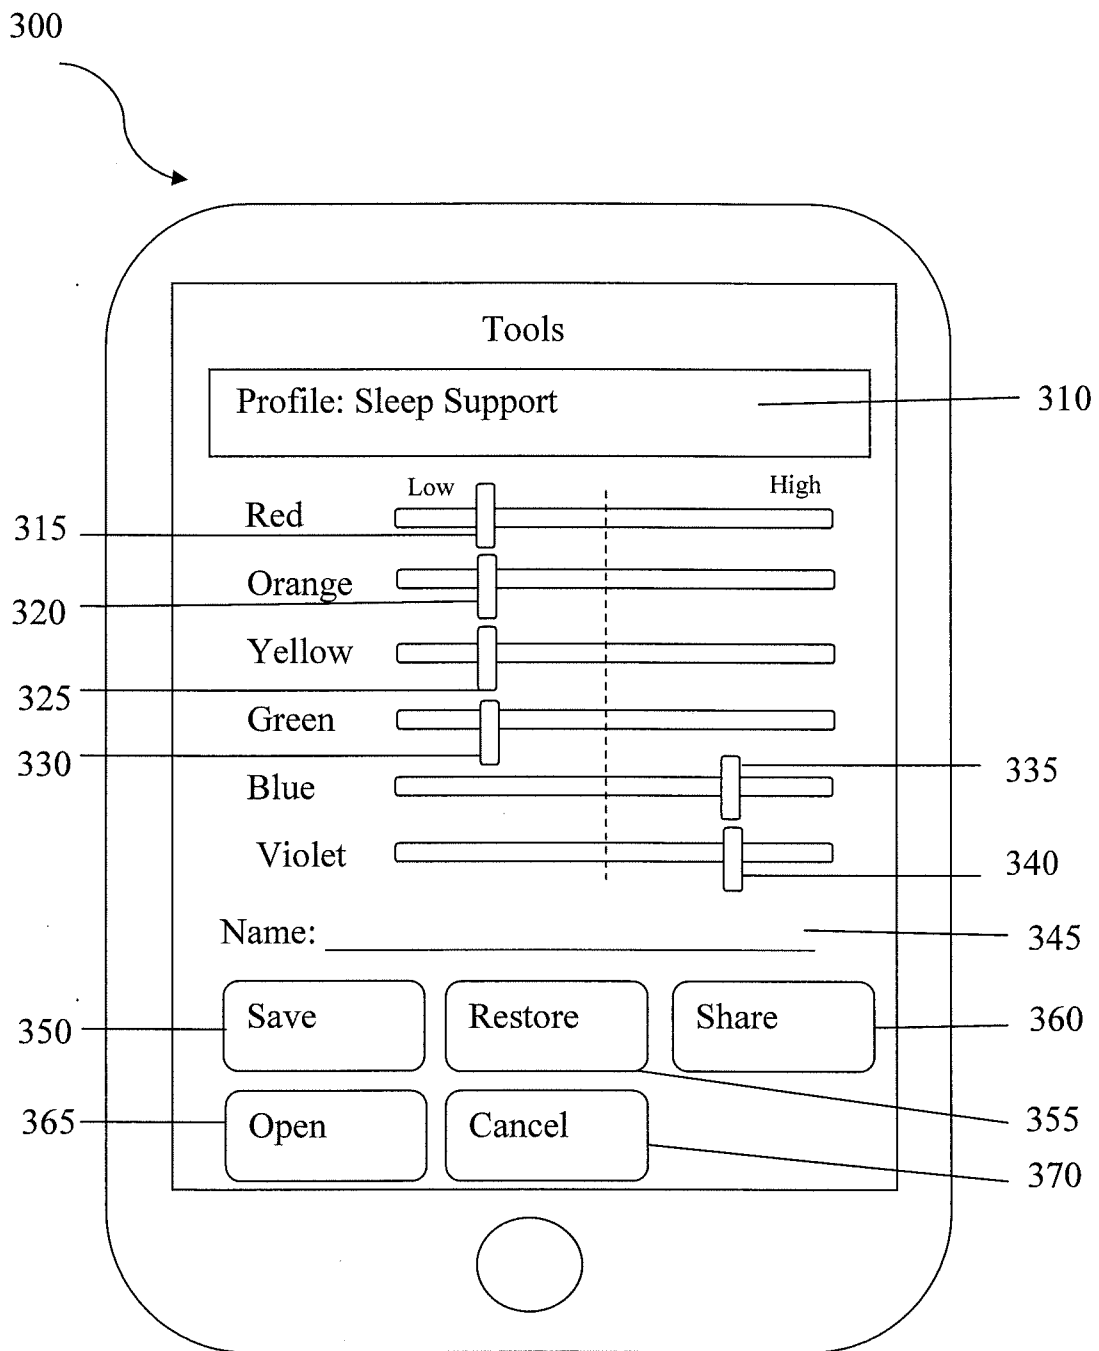 300
Tools
Profile: Sleep Support
310
Low
High
Red
315
Orange
320
Yellow
325
Green
330
335
Blue
Violet
340
Name:
345
350
Save
Restore
Share
360
365
Open
Cancel
355
370